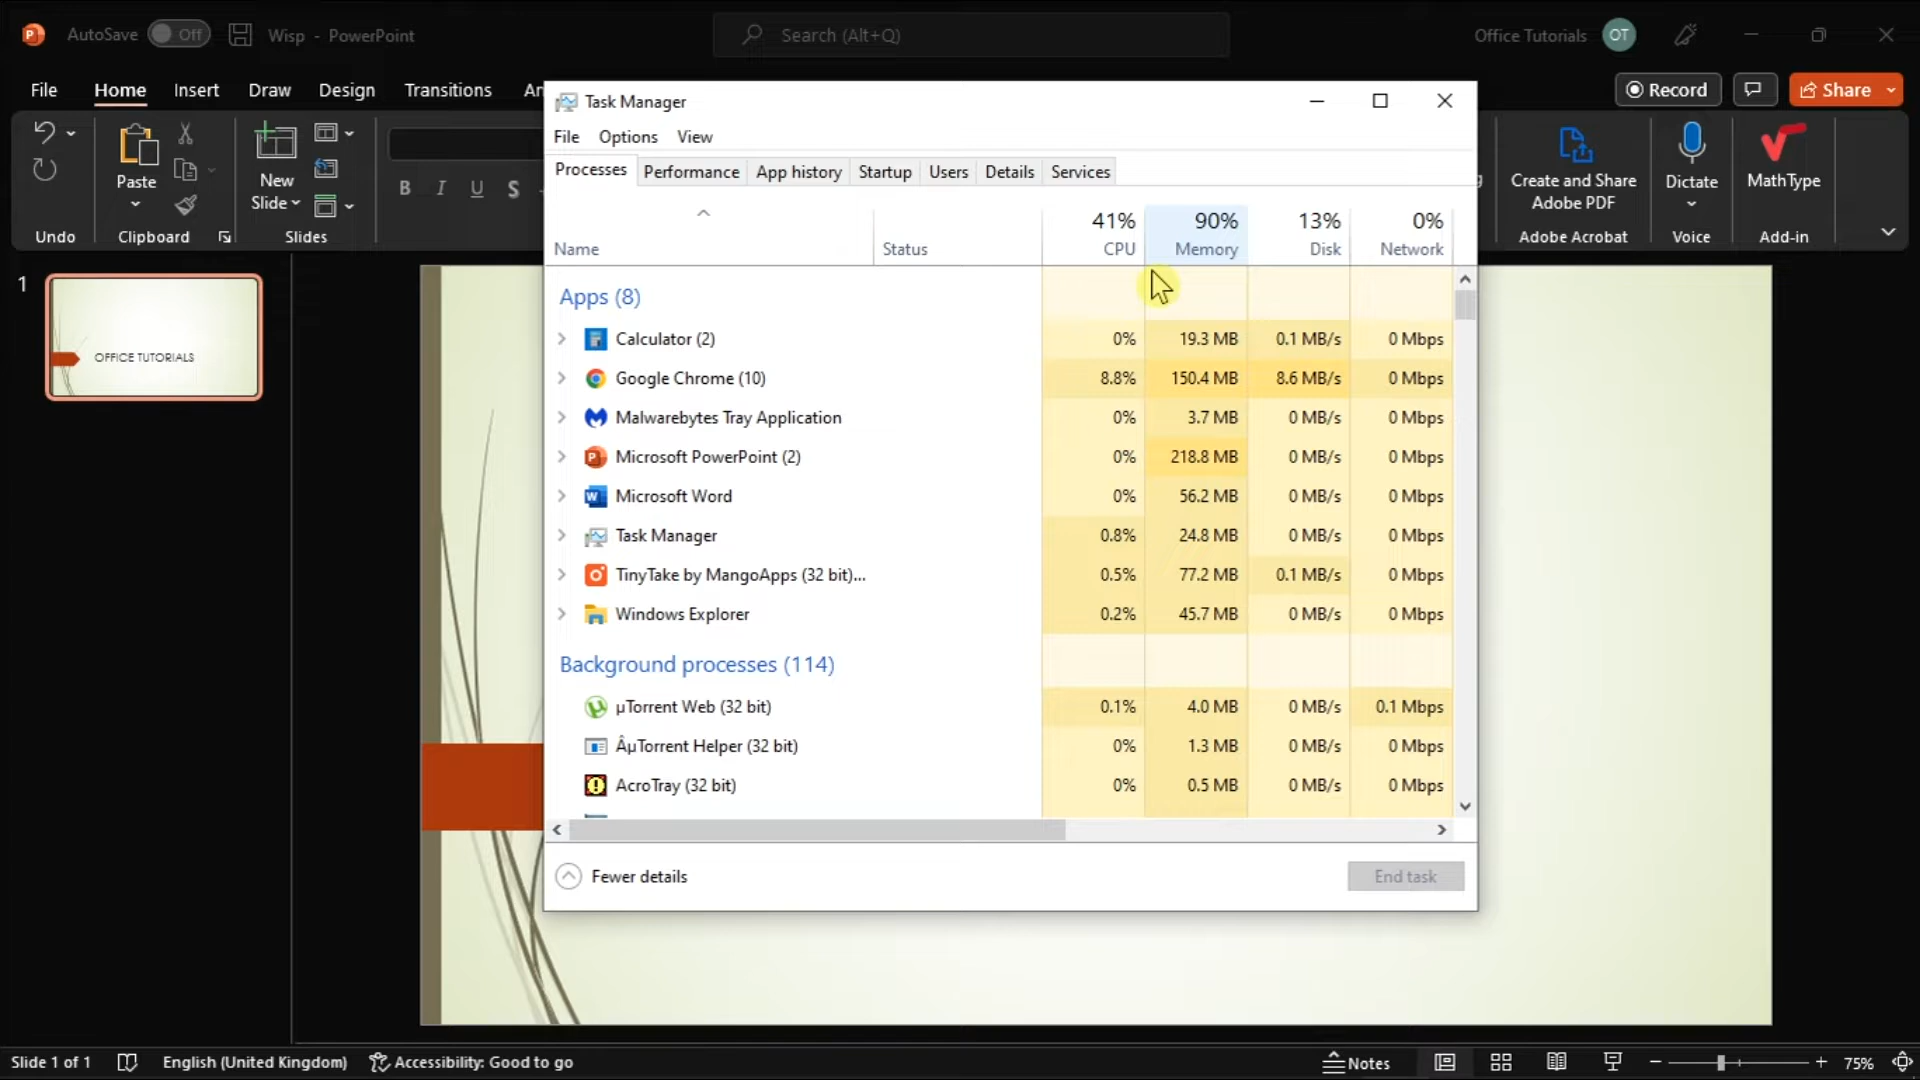 AutoSave Off Wisp - PowerPoint Search (Alt+Q) Office Tutorials OT
File Home Insert Draw Design Transitions An Record Share
Paste New Slide B I U S
Undo Clipboard Slides
Create and Share Adobe PDF Dictate MathType
Adobe Acrobat Voice Add-in
1
OFFICE TUTORIALS
Task Manager
File Options View
Processes Performance App history Startup Users Details Services
41% 90% 13% 0%
Name Status CPU Memory Disk Network
Apps (8)
Calculator (2) 0% 19.3 MB 0.1 MB/s 0 Mbps
Google Chrome (10) 8.8% 150.4 MB 8.6 MB/s 0 Mbps
Malwarebytes Tray Application 0% 3.7 MB 0 MB/s 0 Mbps
Microsoft PowerPoint (2) 0% 218.8 MB 0 MB/s 0 Mbps
Microsoft Word 0% 56.2 MB 0 MB/s 0 Mbps
Task Manager 0.8% 24.8 MB 0 MB/s 0 Mbps
TinyTake by MangoApps (32 bit)... 0.5% 77.2 MB 0.1 MB/s 0 Mbps
Windows Explorer 0.2% 45.7 MB 0 MB/s 0 Mbps
Background processes (114)
µTorrent Web (32 bit) 0.1% 4.0 MB 0 MB/s 0.1 Mbps
ÂµTorrent Helper (32 bit) 0% 1.3 MB 0 MB/s 0 Mbps
AcroTray (32 bit) 0% 0.5 MB 0 MB/s 0 Mbps
Fewer details End task
Slide 1 of 1 English (United Kingdom) Accessibility: Good to go Notes 75%